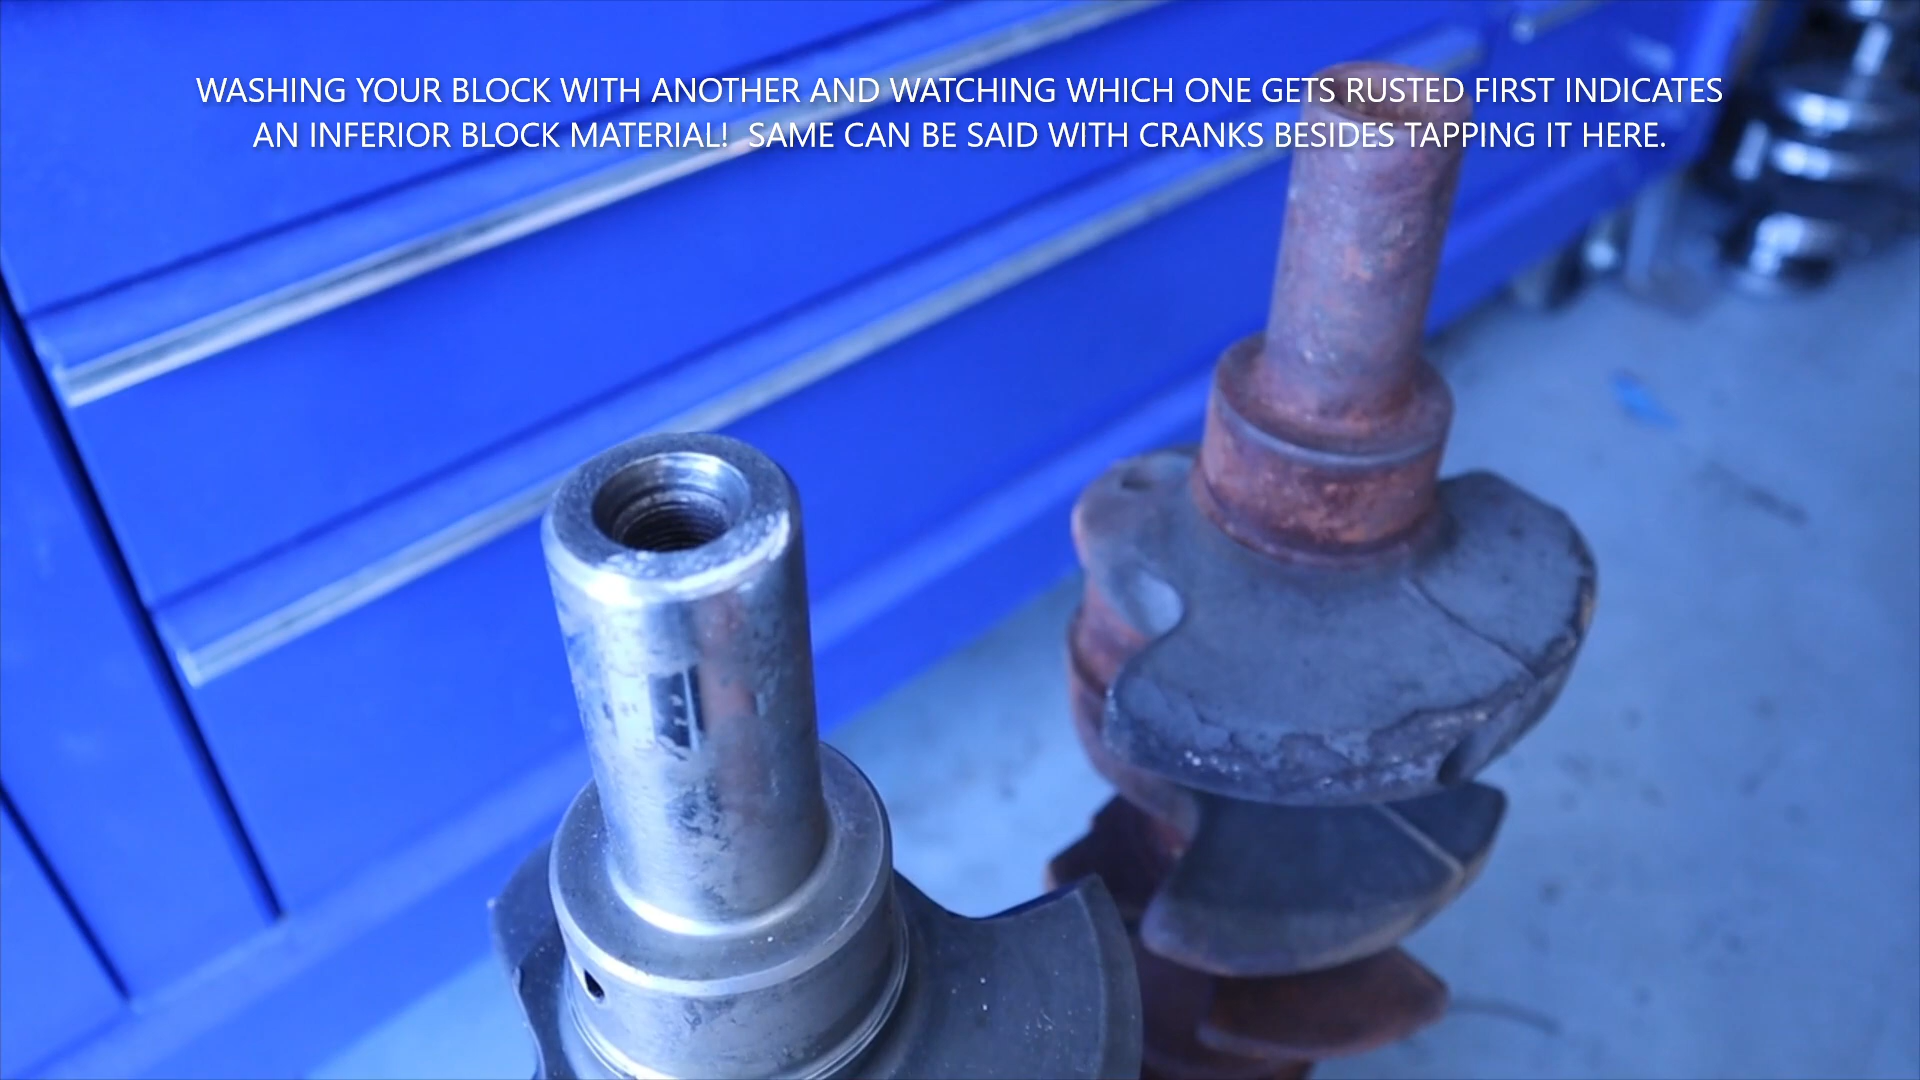 WASHING YOUR BLOCK WITH ANOTHER AND WATCHING WHICH ONE GETS RUSTED FIRST INDICATES
AN INFERIOR BLOCK MATERIAL!  SAME CAN BE SAID WITH CRANKS BESIDES TAPPING IT HERE.